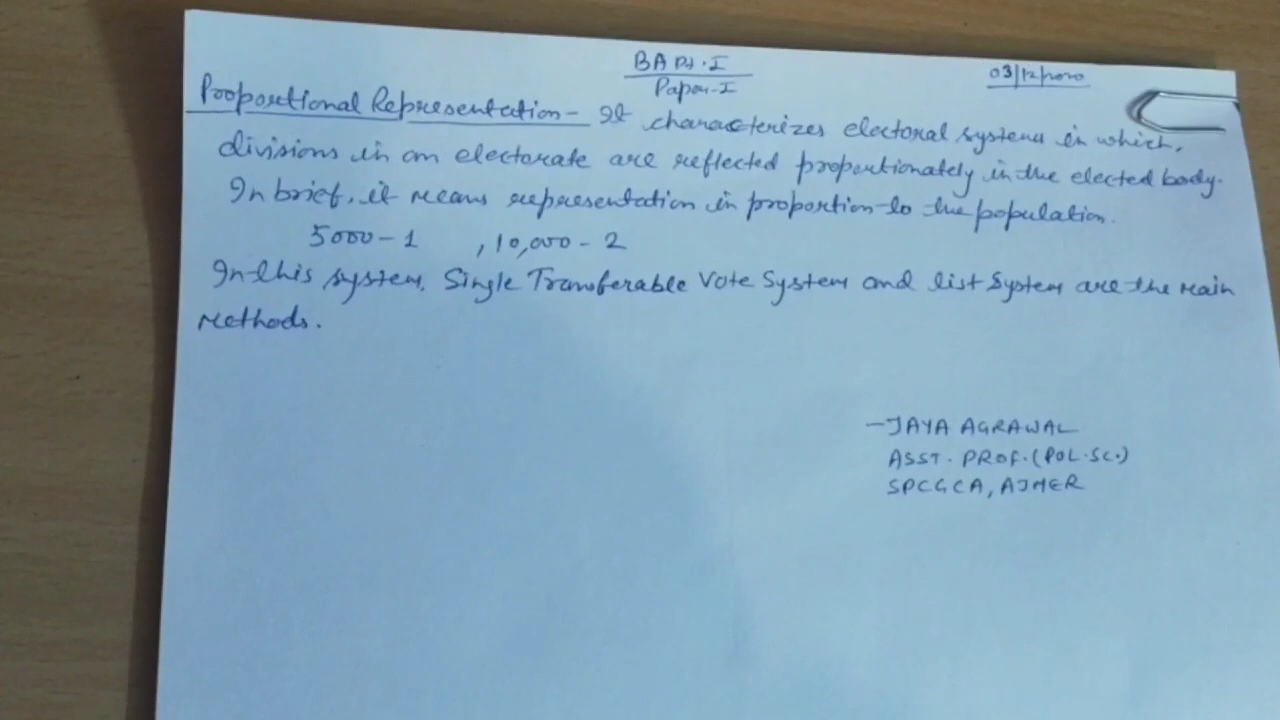 BA Pt. I
Paper-I
03/12/2020
Proportional Representation - It characterizes electoral systems in which,
divisions in an electorate are reflected proportionately in the elected body.
In brief, it means representation in proportion to the population.
5000-1 , 10,000-2
In this system, Single Transferable Vote System and list System are the main
methods.
- JAYA AGRAWAL
ASST. PROF. (POL.SC.)
SPCGCA, AJMER